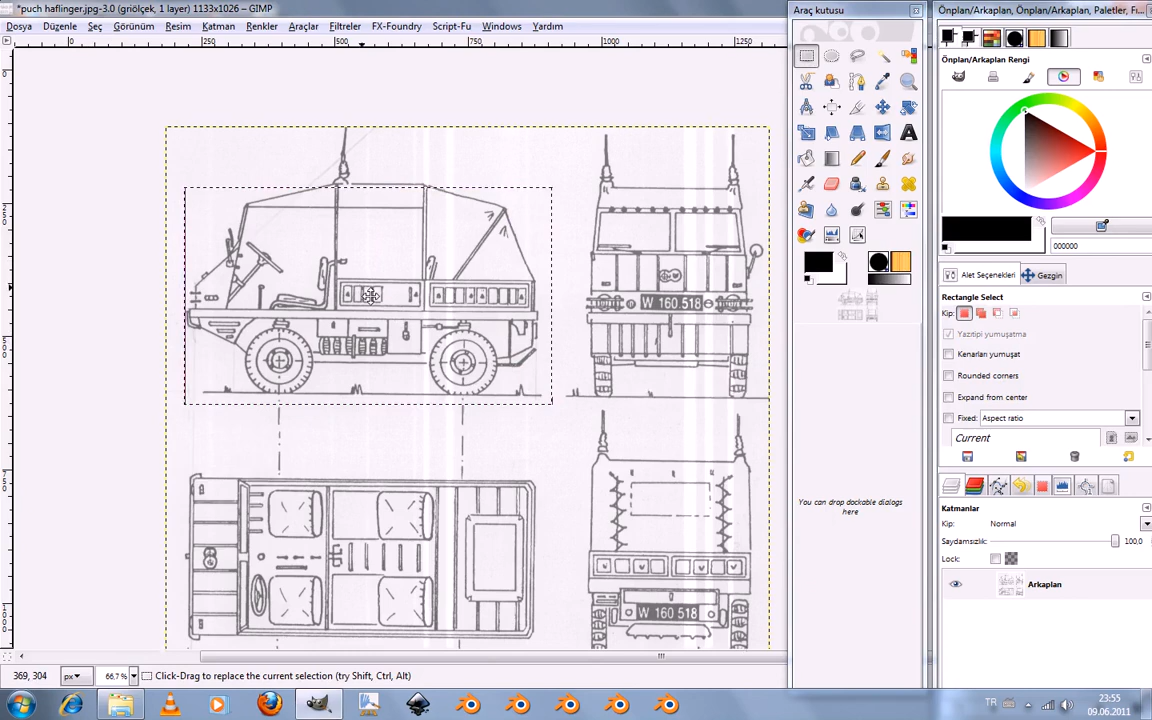 *puch haflinger.jpg-3.0 (griölçek, 1 layer) 1133x1026 – GIMP
Dosya Düzenle Seç Görünüm Resim Katman Renkler Araçlar Filtreler FX-Foundry Script-Fu Windows Yardım
0 250 500 750 1000 1250
W 160 518
W 160 518
369, 304 px 66.7% Click-Drag to replace the current selection (try Shift, Ctrl, Alt)
Araç kutusu
You can drop dockable dialogs here
Önplan/Arkaplan, Önplan/Arkaplan, Paletler, Fı...
Önplan/Arkaplan Rengi
000000
Alet Seçenekleri Gezgin
Rectangle Select
Kip:
Yazıtipi yumuşatma
Kenarları yumuşat
Rounded corners
Expand from center
Fixed: Aspect ratio
Current
Katmanlar
Kip: Normal
Saydamsızlık: 100,0
Lock:
Arkaplan
TR 23:55
09.06.2011